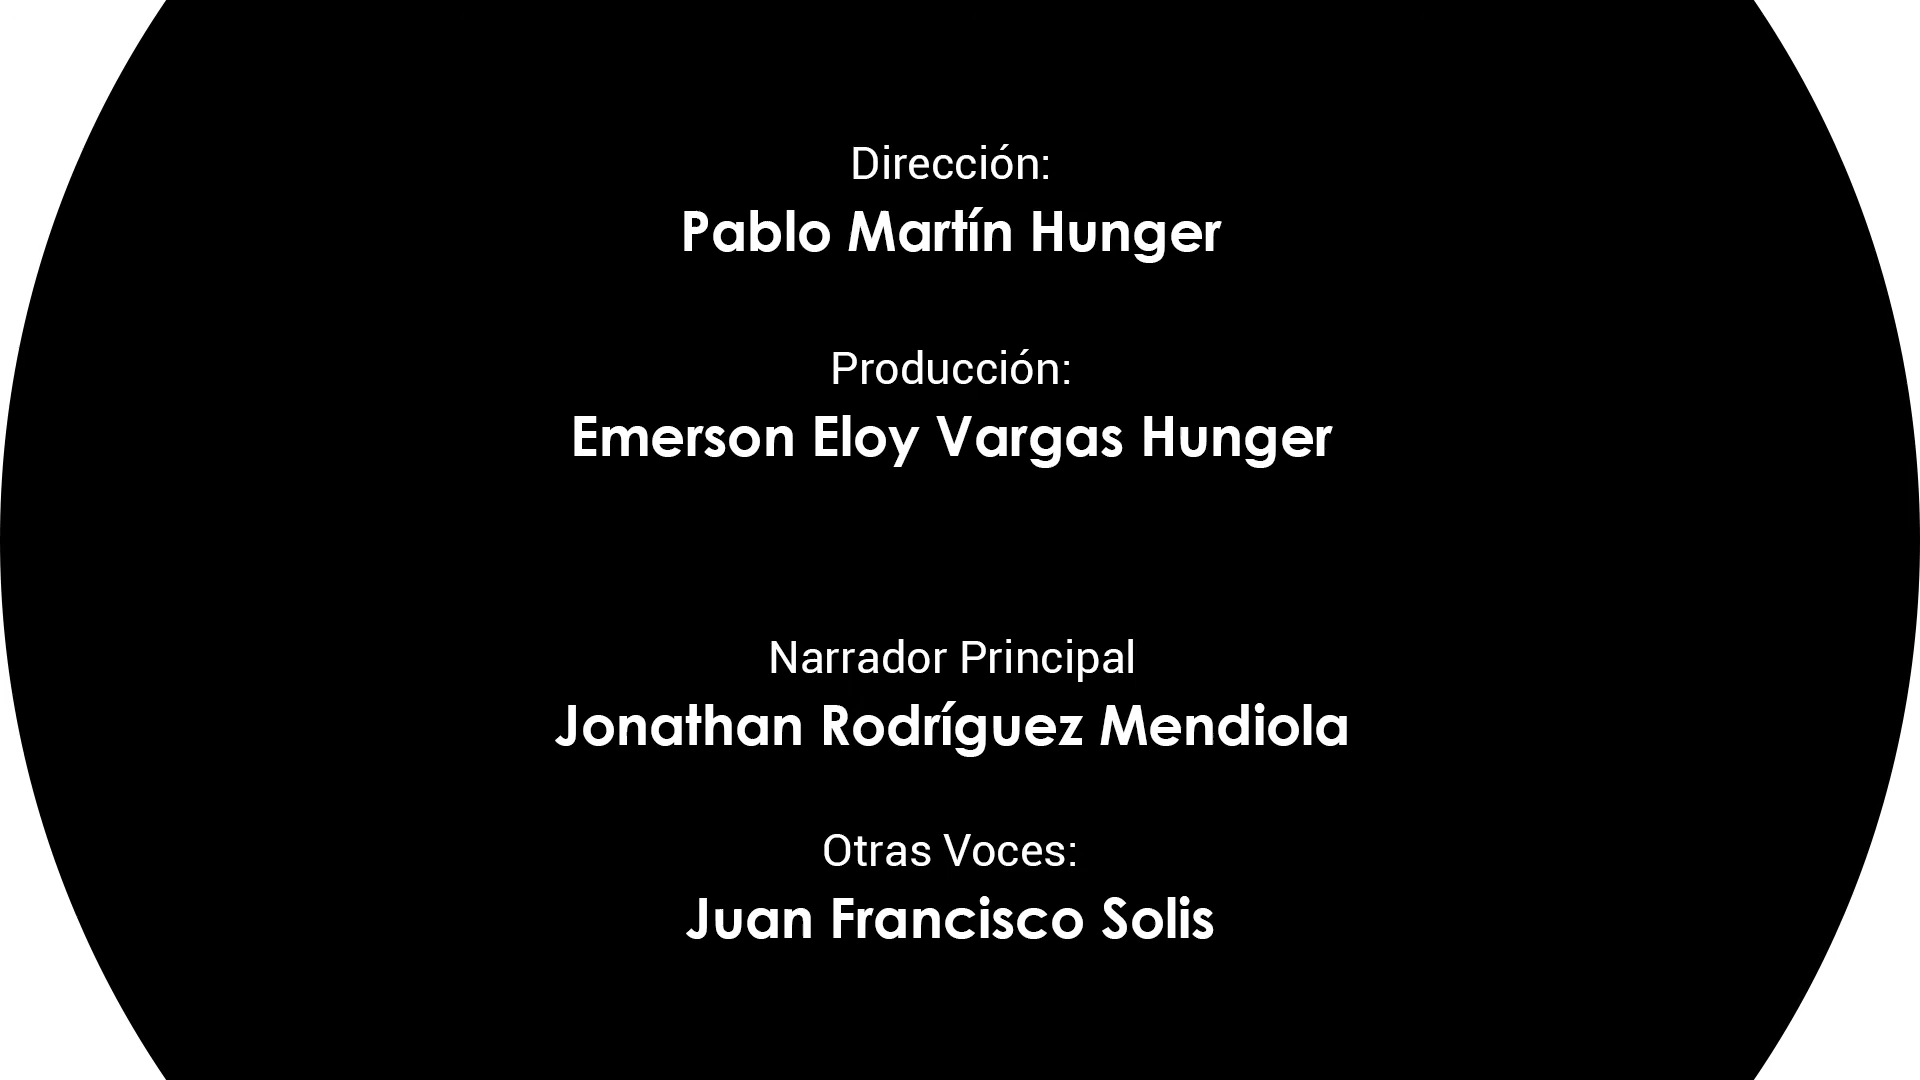 Dirección:
Pablo Martín Hunger
Producción:
Emerson Eloy Vargas Hunger
Narrador Principal
Jonathan Rodríguez Mendiola
Otras Voces:
Juan Francisco Solis